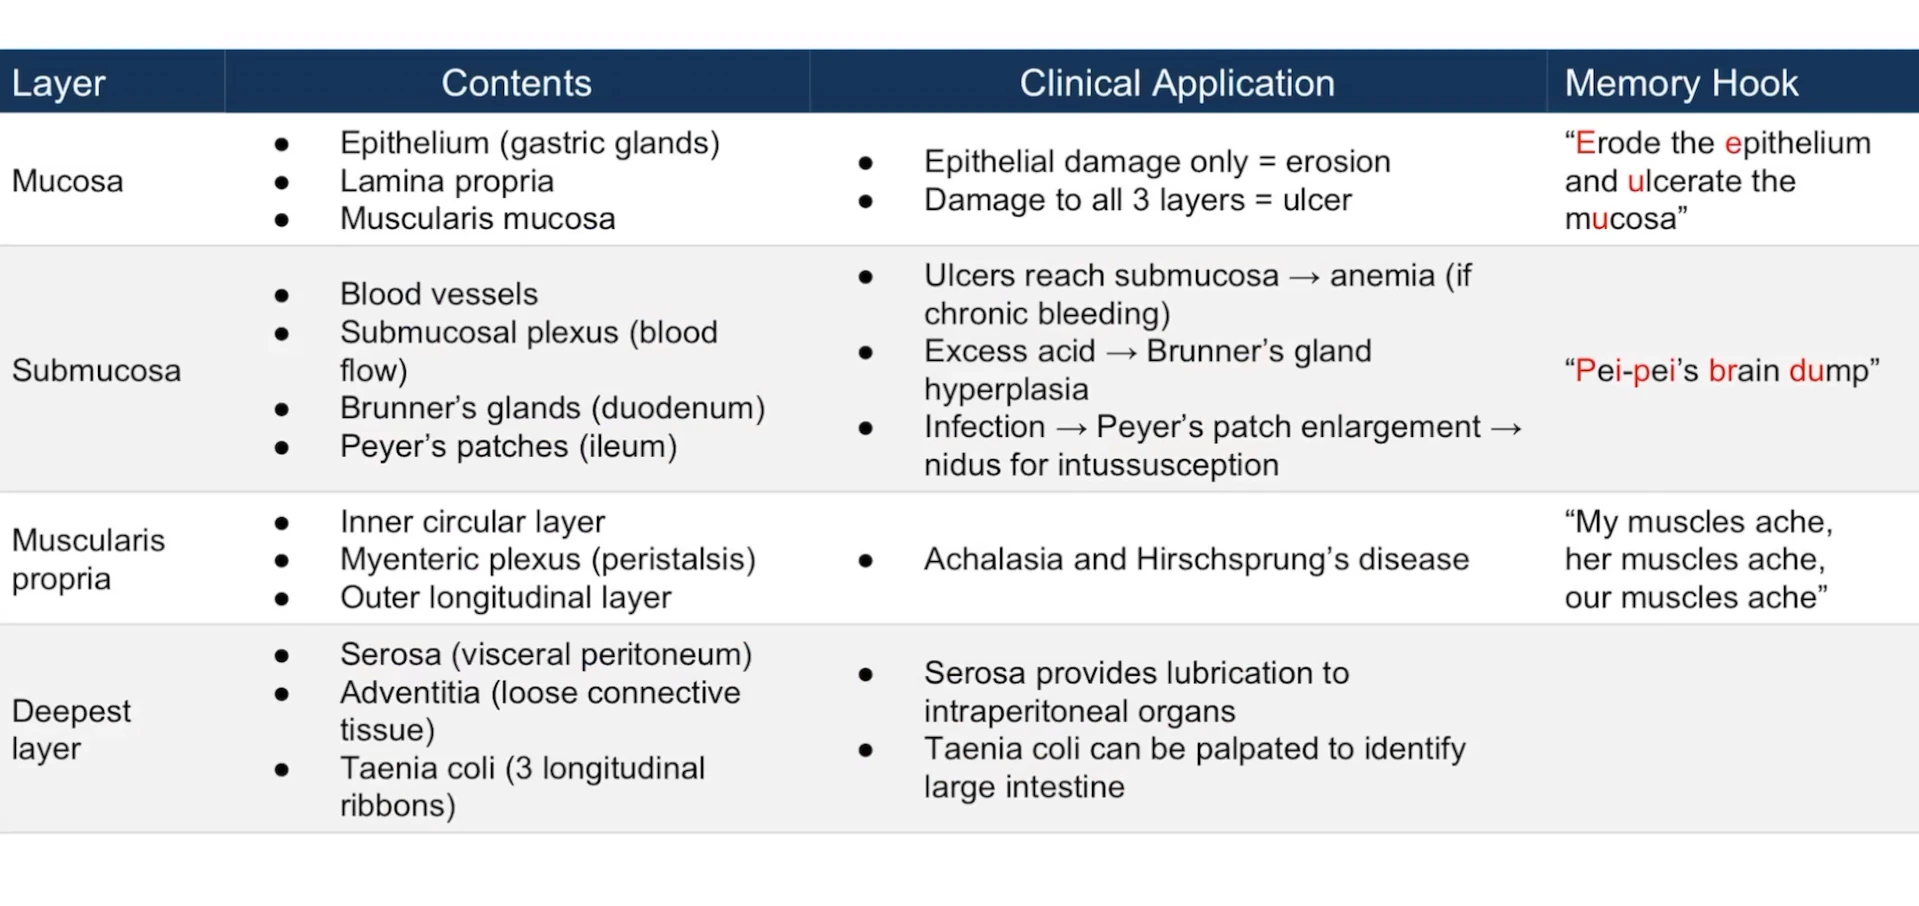 Layer
Contents
Clinical Application
Memory Hook
Mucosa
● Epithelium (gastric glands)
● Lamina propria
● Muscularis mucosa
● Epithelial damage only = erosion
● Damage to all 3 layers = ulcer
“Erode the epithelium
and ulcerate the
mucosa”
Submucosa
● Blood vessels
● Submucosal plexus (blood
flow)
● Brunner’s glands (duodenum)
● Peyer’s patches (ileum)
● Ulcers reach submucosa → anemia (if
chronic bleeding)
● Excess acid → Brunner’s gland
hyperplasia
● Infection → Peyer’s patch enlargement →
nidus for intussusception
“Pei-pei’s brain dump”
Muscularis
propria
● Inner circular layer
● Myenteric plexus (peristalsis)
● Outer longitudinal layer
● Achalasia and Hirschsprung’s disease
“My muscles ache,
her muscles ache,
our muscles ache”
Deepest
layer
● Serosa (visceral peritoneum)
● Adventitia (loose connective
tissue)
● Taenia coli (3 longitudinal
ribbons)
● Serosa provides lubrication to
intraperitoneal organs
● Taenia coli can be palpated to identify
large intestine